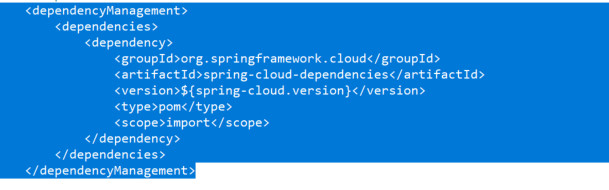 <dependencyManagement>
<dependencies>
<dependency>
<groupId>org.springframework.cloud</groupId>
<artifactId>spring-cloud-dependencies</artifactId>
<version>${spring-cloud.version}</version>
<type>pom</type>
<scope>import</scope>
</dependency>
</dependencies>
</dependencyManagement>